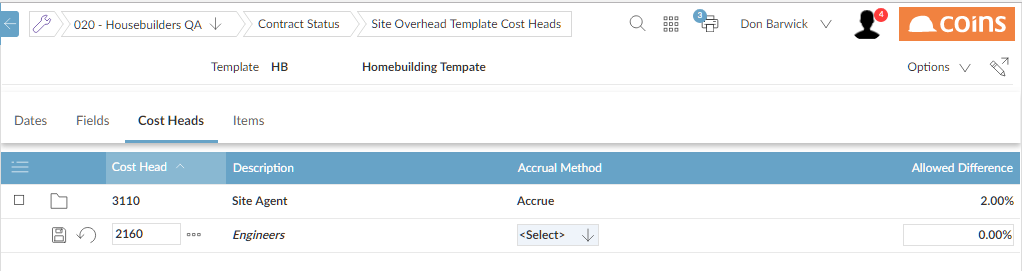 020 - Housebuilders QA Contract Status Site Overhead Template Cost Heads 3 Don Barwick 4 coins
Template HB Homebuilding Tempate Options
Dates Fields Cost Heads Items
Cost Head Description Accrual Method Allowed Difference
3110 Site Agent Accrue 2.00%
2160 Engineers <Select> 0.00%